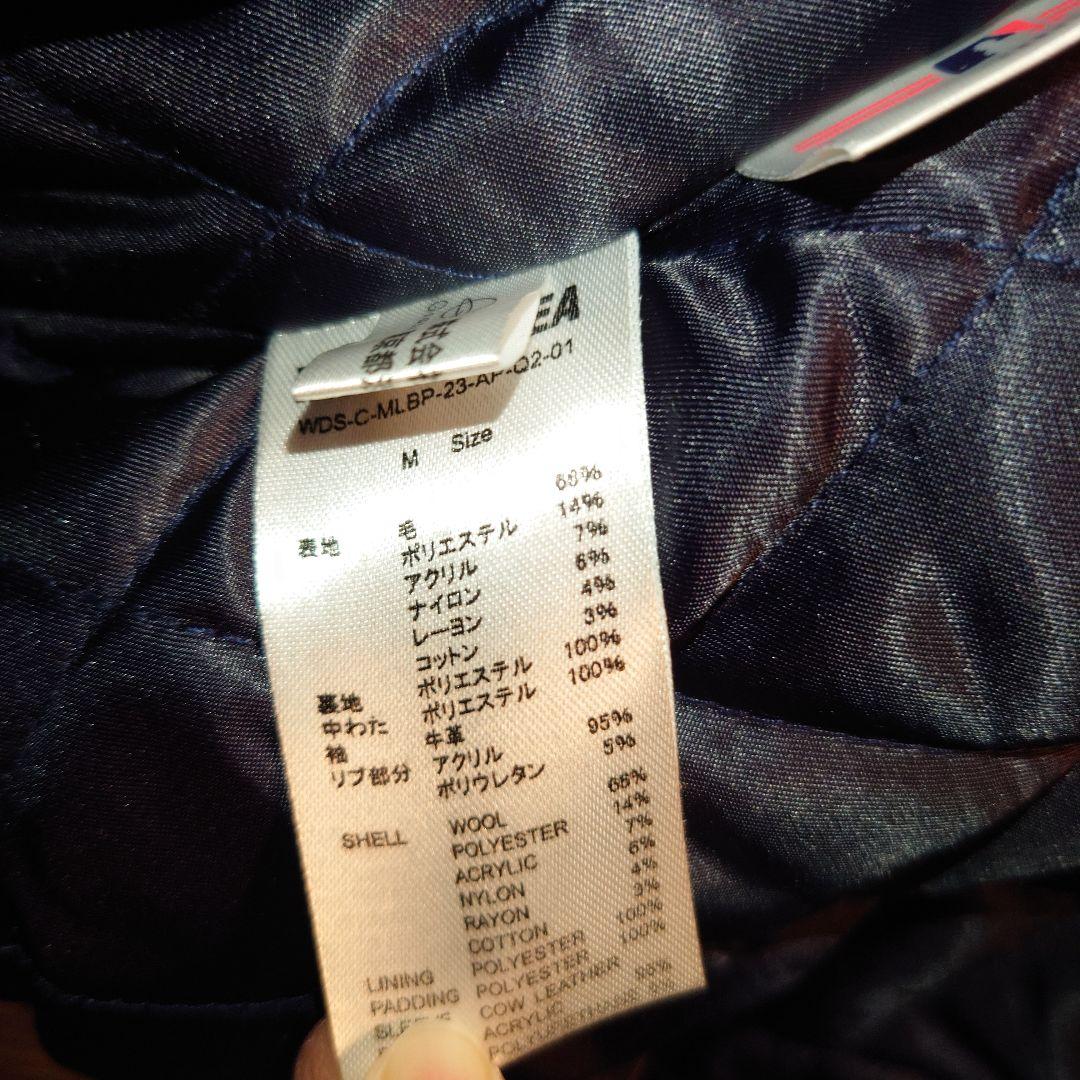 EA
WDS-C-MLBP-23-AP-Q2-01
M Size
表地 毛 66%
ポリエステル 14%
アクリル 7%
ナイロン 6%
レーヨン 4%
コットン 3%
裏地 ポリエステル 100%
中わた ポリエステル 100%
袖 牛革
リブ部分 アクリル 95%
ポリウレタン 5%
SHELL WOOL 66%
POLYESTER 14%
ACRYLIC 7%
NYLON 6%
RAYON 4%
COTTON 3%
LINING POLYESTER 100%
PADDING POLYESTER 100%
SLEEVE COW LEATHER
ACRYLIC 95%